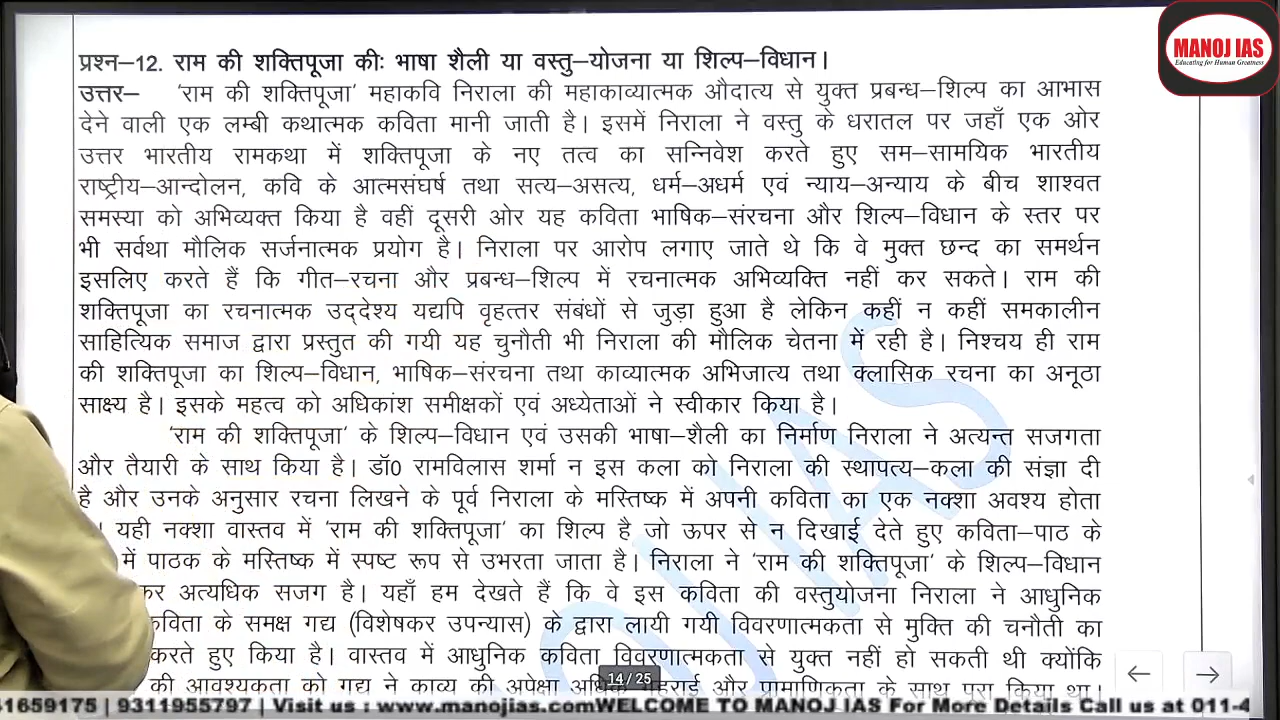 MANOJ IAS
Educating for Human Greatness
प्रश्न–12. राम की शक्तिपूजा कीः भाषा शैली या वस्तु–योजना या शिल्प–विधान।
उत्तर– 'राम की शक्तिपूजा' महाकवि निराला की महाकाव्यात्मक औदात्य से युक्त प्रबन्ध–शिल्प का आभास
देने वाली एक लम्बी कथात्मक कविता मानी जाती है। इसमें निराला ने वस्तु के धरातल पर जहाँ एक ओर
उत्तर भारतीय रामकथा में शक्तिपूजा के नए तत्व का सन्निवेश करते हुए सम–सामयिक भारतीय
राष्ट्रीय–आन्दोलन, कवि के आत्मसंघर्ष तथा सत्य–असत्य, धर्म–अधर्म एवं न्याय–अन्याय के बीच शाश्वत
समस्या को अभिव्यक्त किया है वहीं दूसरी ओर यह कविता भाषिक–संरचना और शिल्प–विधान के स्तर पर
भी सर्वथा मौलिक सर्जनात्मक प्रयोग है। निराला पर आरोप लगाए जाते थे कि वे मुक्त छन्द का समर्थन
इसलिए करते हैं कि गीत–रचना और प्रबन्ध–शिल्प में रचनात्मक अभिव्यक्ति नहीं कर सकते। राम की
शक्तिपूजा का रचनात्मक उद्देश्य यद्यपि वृहत्तर संबंधों से जुड़ा हुआ है लेकिन कहीं न कहीं समकालीन
साहित्यिक समाज द्वारा प्रस्तुत की गयी यह चुनौती भी निराला की मौलिक चेतना में रही है। निश्चय ही राम
की शक्तिपूजा का शिल्प–विधान, भाषिक–संरचना तथा काव्यात्मक अभिजात्य तथा क्लासिक रचना का अनूठा
साक्ष्य है। इसके महत्व को अधिकांश समीक्षकों एवं अध्येताओं ने स्वीकार किया है।
'राम की शक्तिपूजा' के शिल्प–विधान एवं उसकी भाषा–शैली का निर्माण निराला ने अत्यन्त सजगता
और तैयारी के साथ किया है। डॉ0 रामविलास शर्मा न इस कला को निराला की स्थापत्य–कला की संज्ञा दी
है और उनके अनुसार रचना लिखने के पूर्व निराला के मस्तिष्क में अपनी कविता का एक नक्शा अवश्य होता
। यही नक्शा वास्तव में 'राम की शक्तिपूजा' का शिल्प है जो ऊपर से न दिखाई देते हुए कविता–पाठ के
में पाठक के मस्तिष्क में स्पष्ट रूप से उभरता जाता है। निराला ने 'राम की शक्तिपूजा' के शिल्प–विधान
कर अत्यधिक सजग है। यहाँ हम देखते हैं कि वे इस कविता की वस्तुयोजना निराला ने आधुनिक
कविता के समक्ष गद्य (विशेषकर उपन्यास) के द्वारा लायी गयी विवरणात्मकता से मुक्ति की चनौती का
करते हुए किया है। वास्तव में आधुनिक कविता विवरणात्मकता से युक्त नहीं हो सकती थी क्योंकि
की आवश्यकता को गद्य ने काव्य की अपेक्षा अधिक गहराई और प्रामाणिकता के साथ पूरा किया था।
14 / 25
41659175 | 9311955797 | Visit us : www.manojias.comWELCOME TO MANOJ IAS For More Details Call us at 011-4